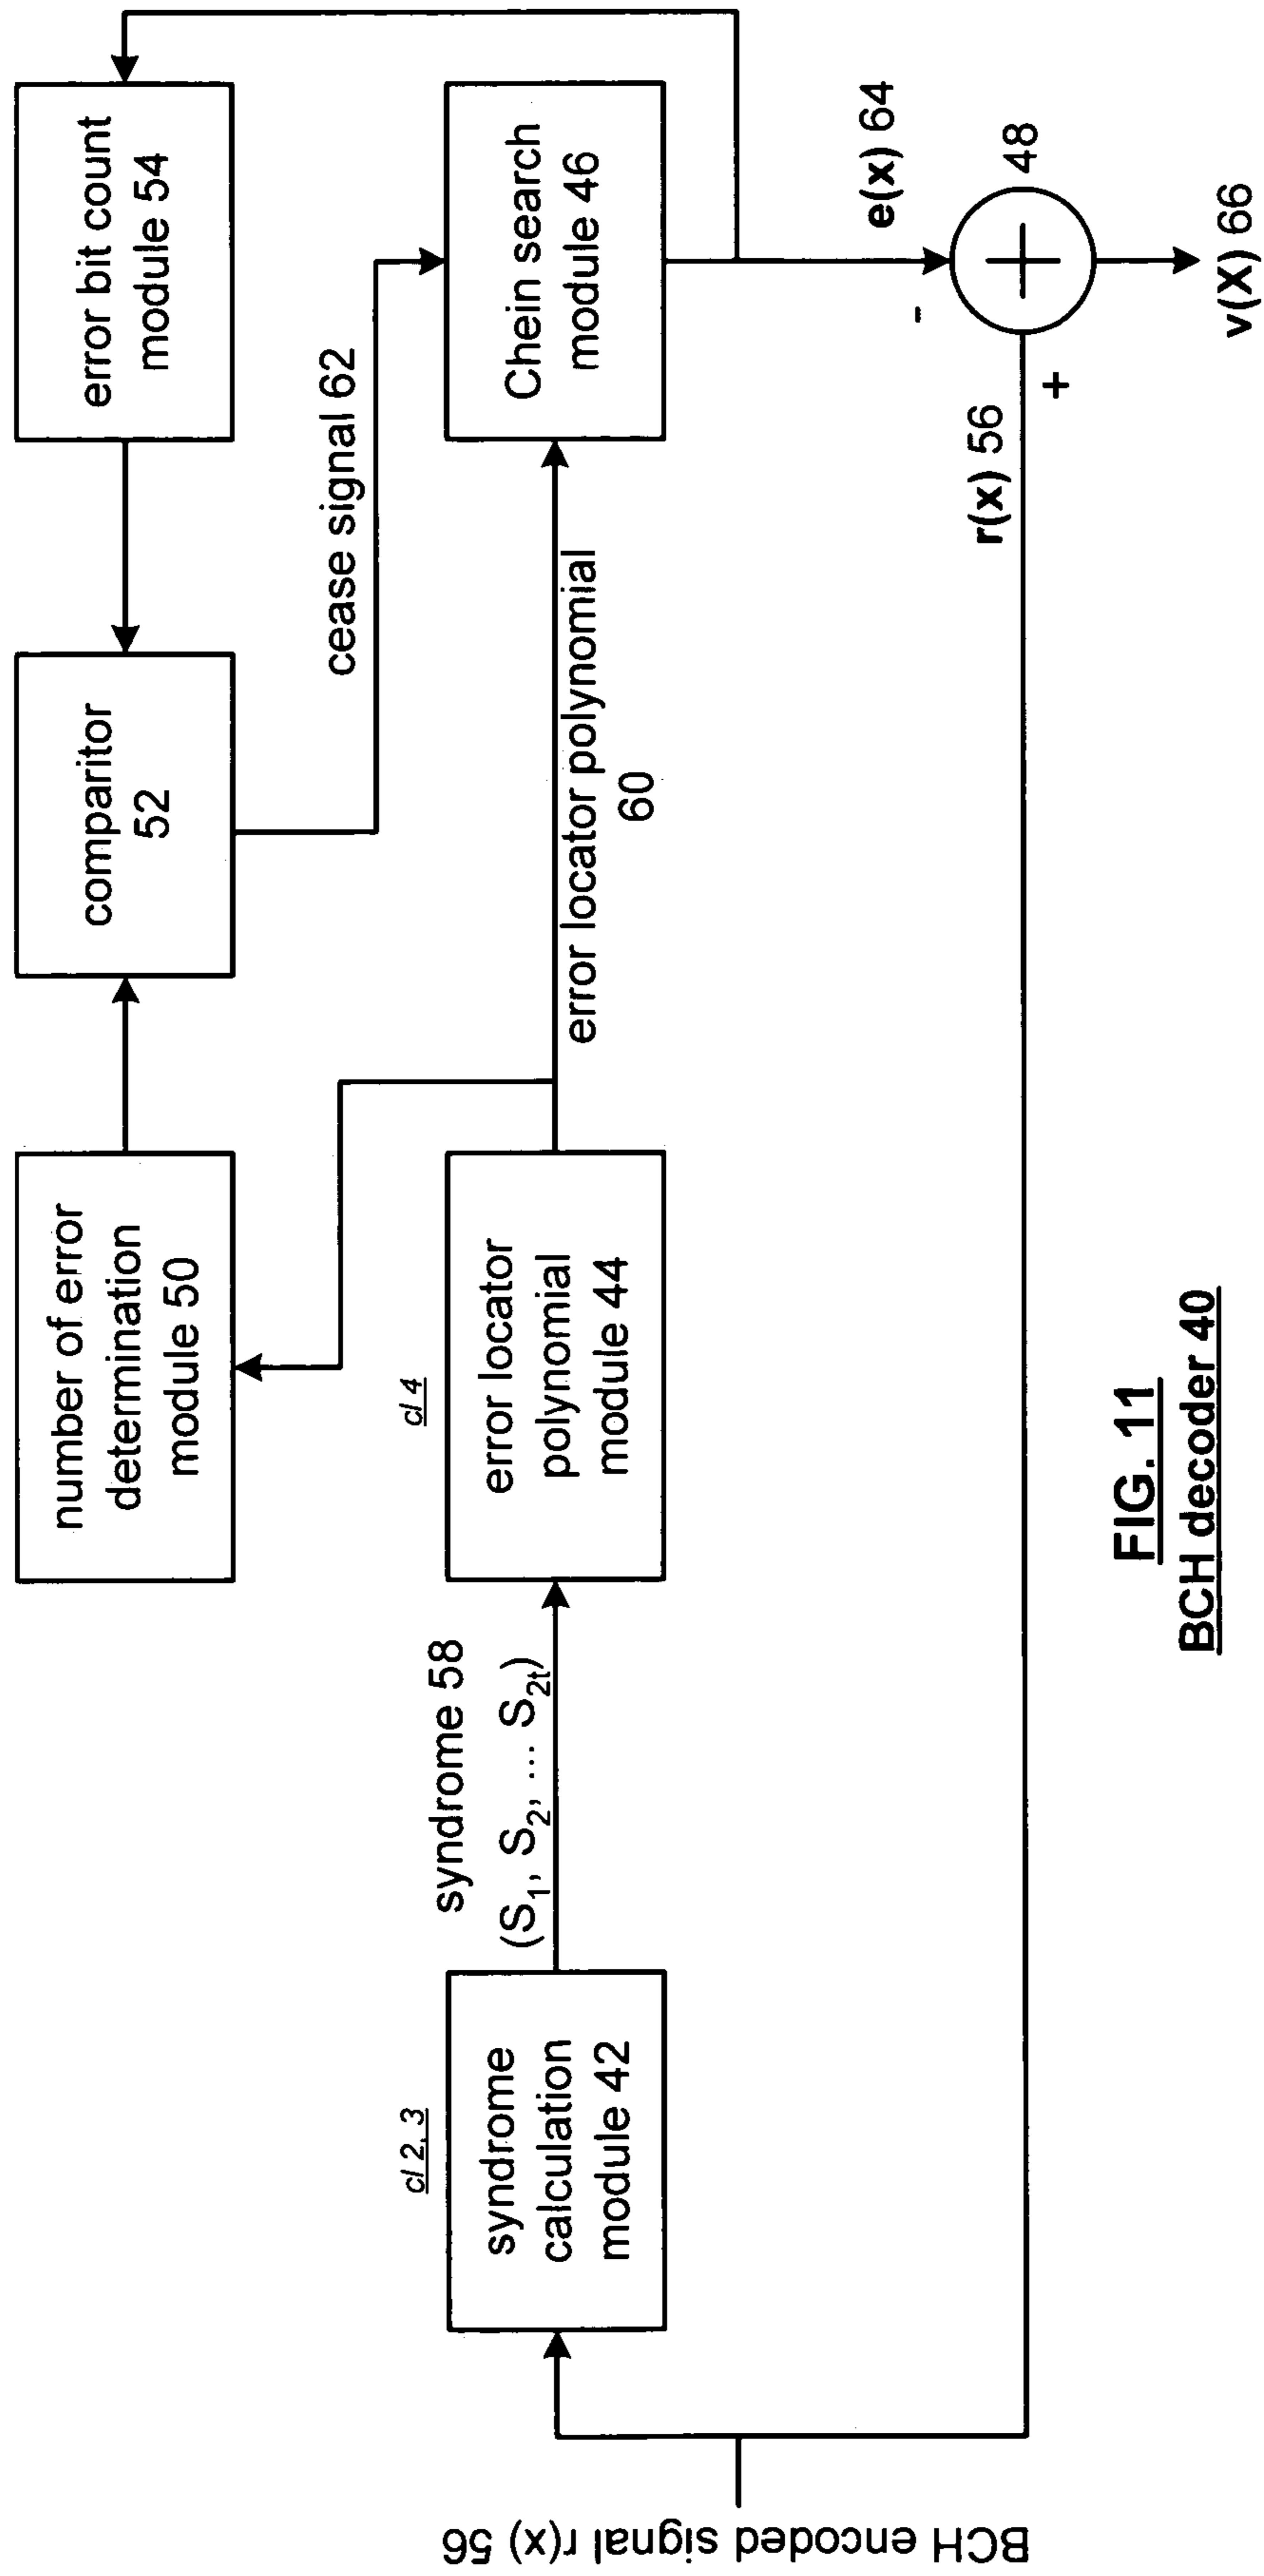 number of error
determination
module 50
comparitor
52
error bit count
module 54
cease signal 62
cl 2, 3
syndrome
calculation
module 42
syndrome 58
(S1, S2, ... S2t)
cl 4
error locator
polynomial
module 44
error locator polynomial
60
Chein search
module 46
BCH encoded signal r(x) 56
r(x) 56
+
e(x) 64
-
48
v(X) 66
FIG. 11
BCH decoder 40